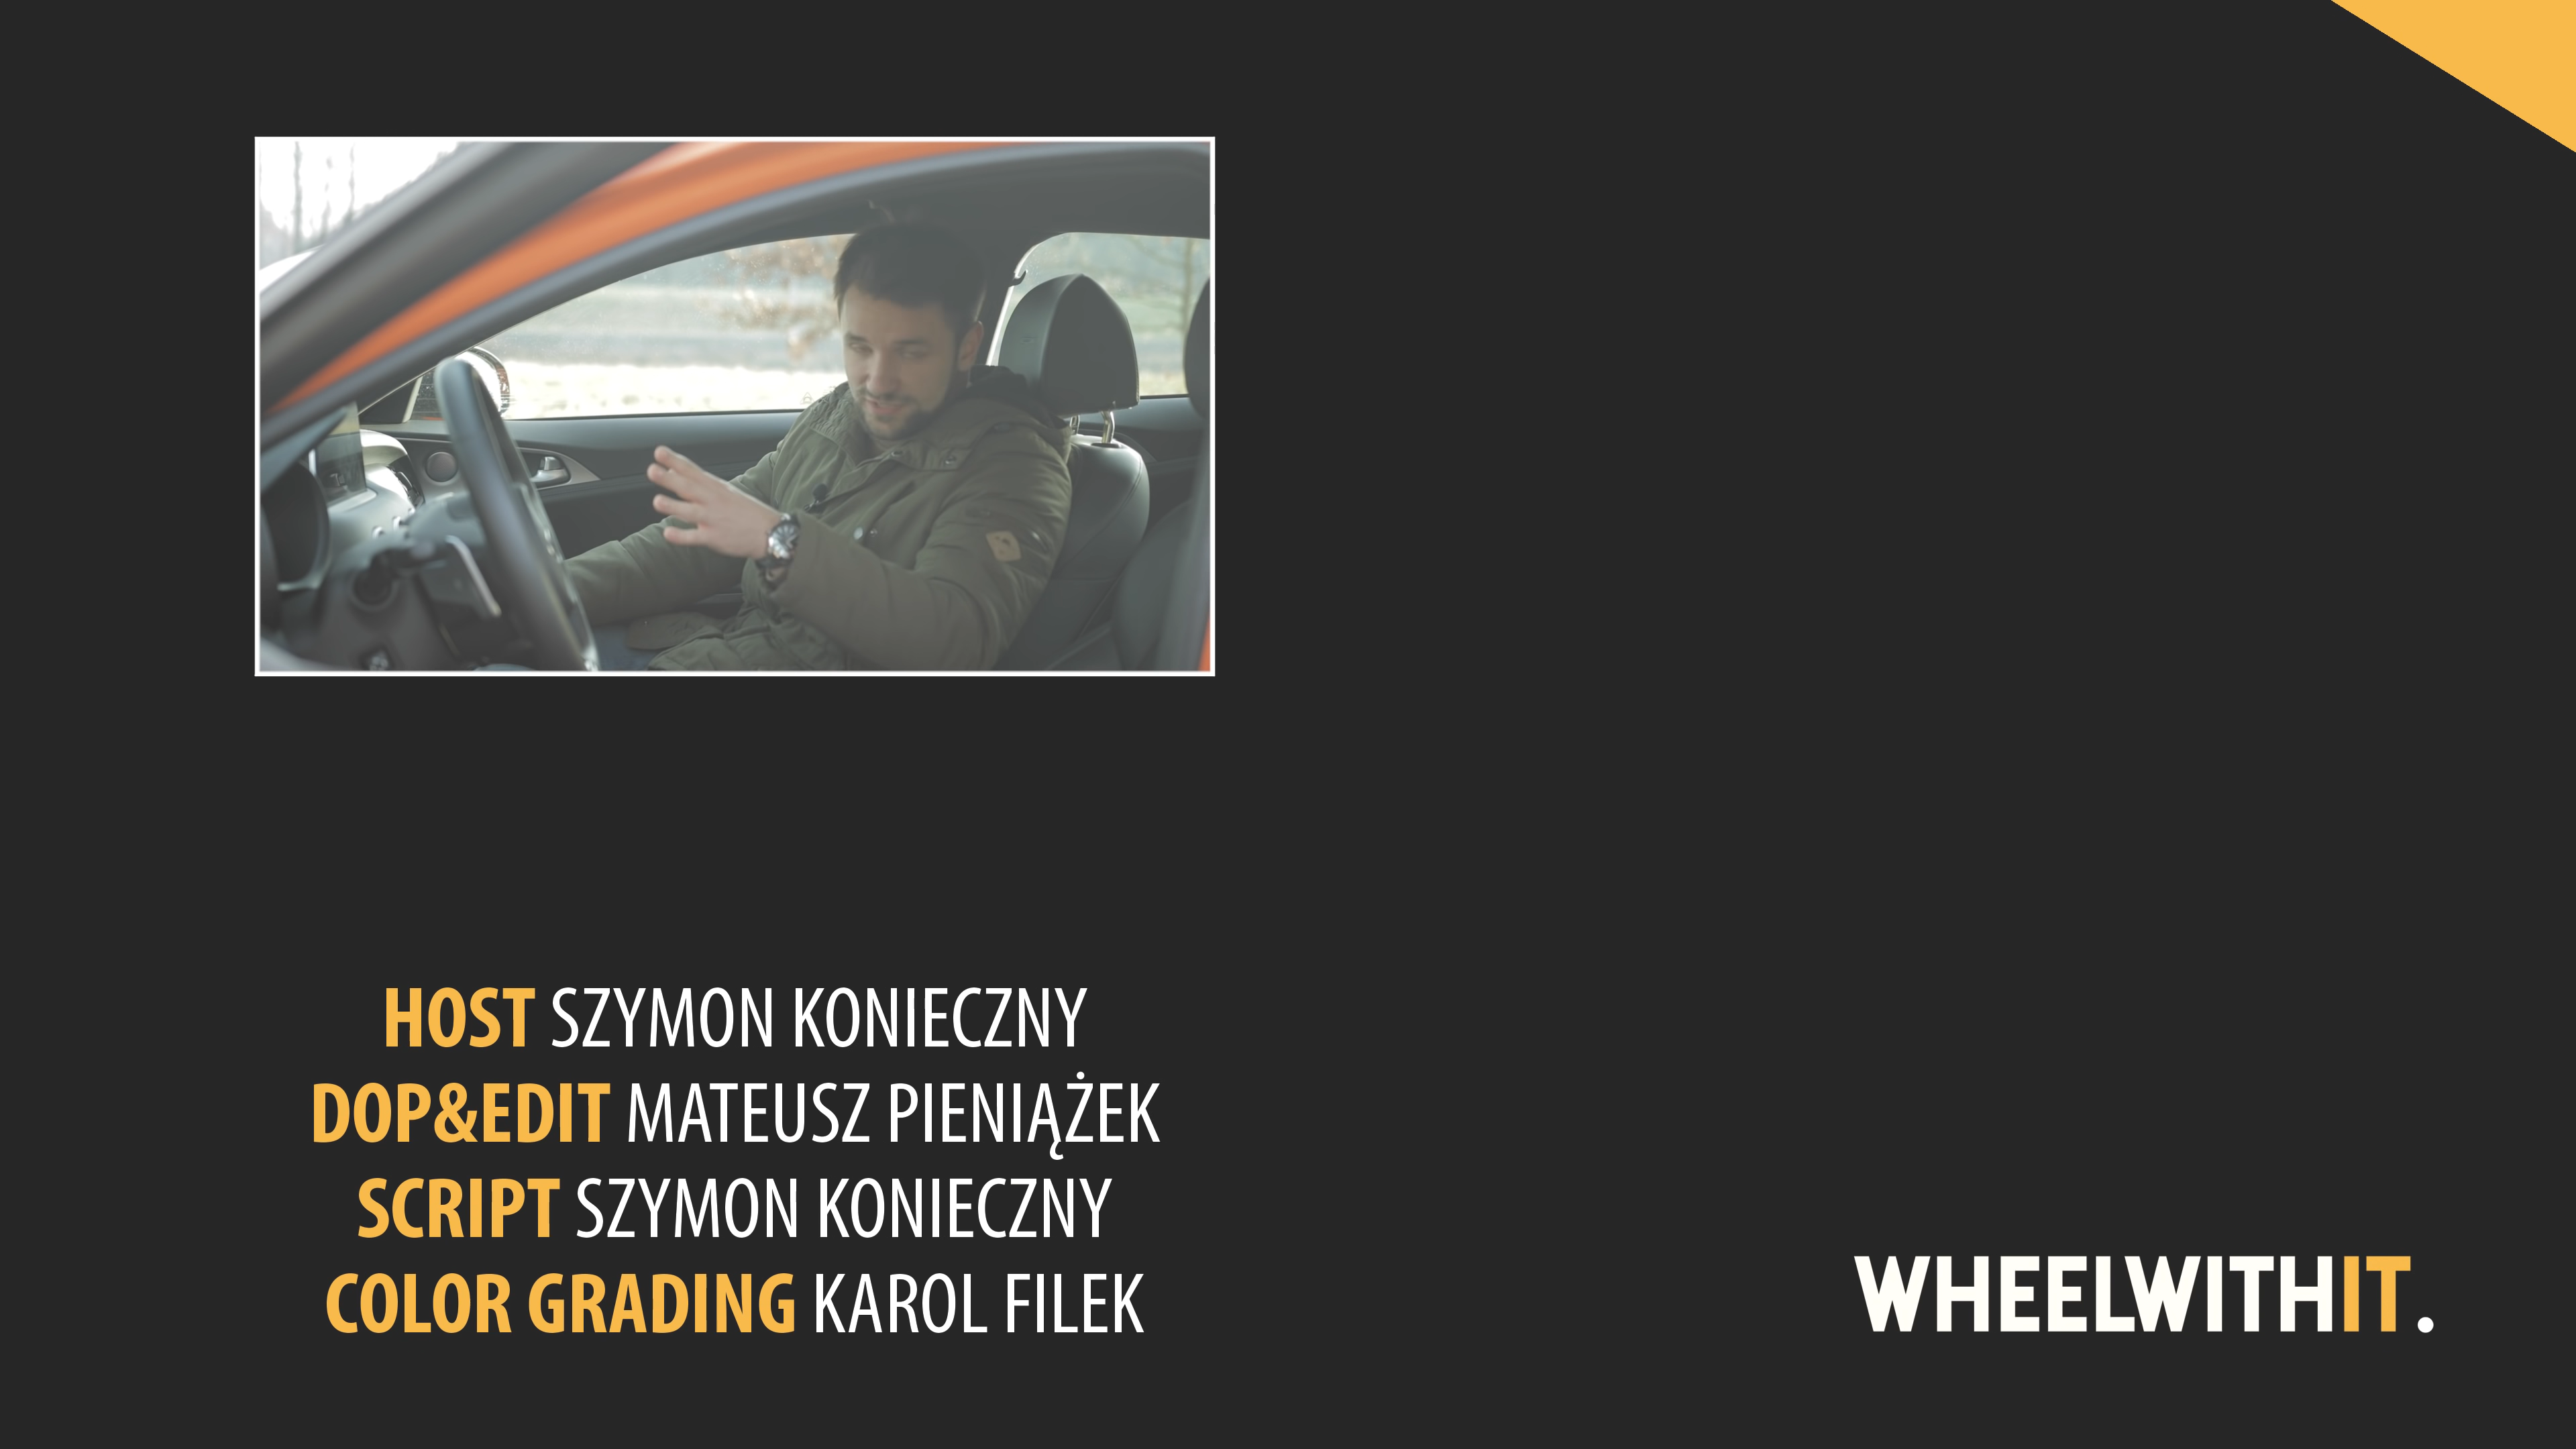 HOST SZYMON KONIECZNY
DOP&EDIT MATEUSZ PIENIĄŻEK
SCRIPT SZYMON KONIECZNY
COLOR GRADING KAROL FILEK
WHEELWITHIT.